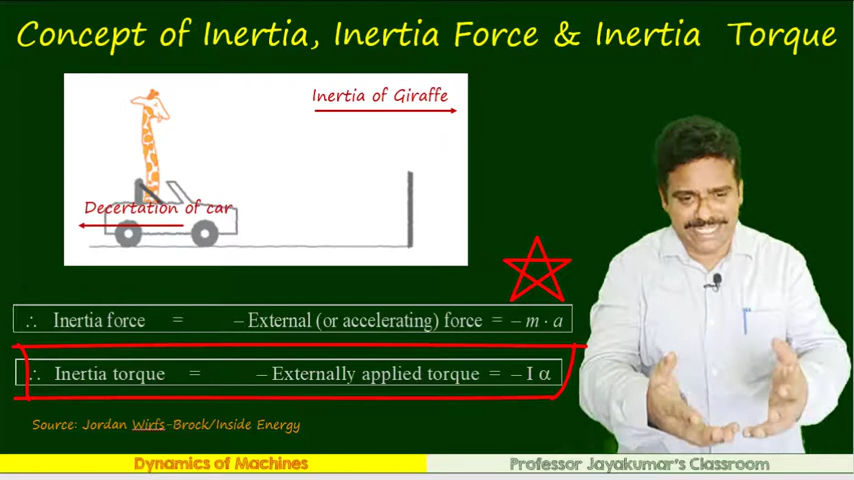 Concept of Inertia, Inertia Force & Inertia Torque
Inertia of Giraffe
Decertation of car
∴ Inertia force = – External (or accelerating) force = – m · a
∴ Inertia torque = – Externally applied torque = – I α
Source: Jordan Wirfs-Brock/Inside Energy
Dynamics of Machines
Professor Jayakumar's Classroom